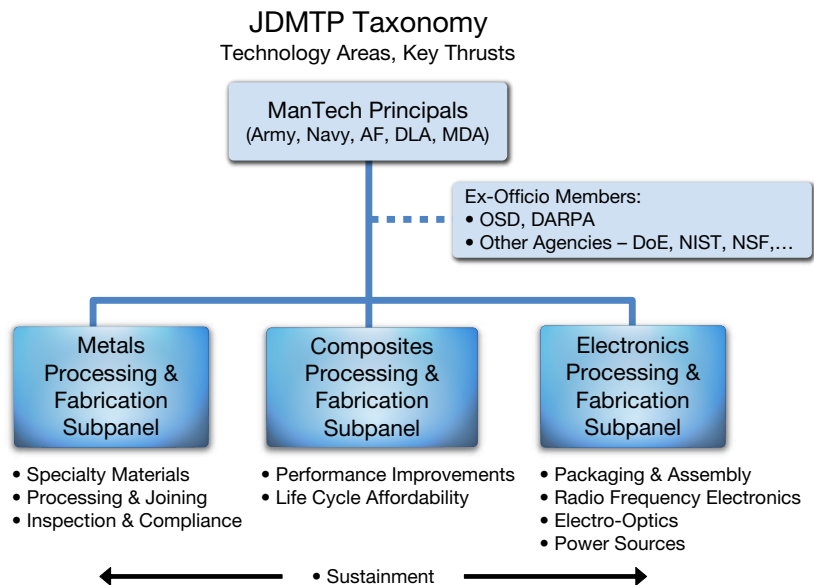 JDMTP Taxonomy
Technology Areas, Key Thrusts
ManTech Principals
(Army, Navy, AF, DLA, MDA)
Ex-Officio Members:
• OSD, DARPA
• Other Agencies – DoE, NIST, NSF,…
Metals
Processing &
Fabrication
Subpanel
Composites
Processing &
Fabrication
Subpanel
Electronics
Processing &
Fabrication
Subpanel
• Specialty Materials
• Processing & Joining
• Inspection & Compliance
• Performance Improvements
• Life Cycle Affordability
• Packaging & Assembly
• Radio Frequency Electronics
• Electro-Optics
• Power Sources
• Sustainment